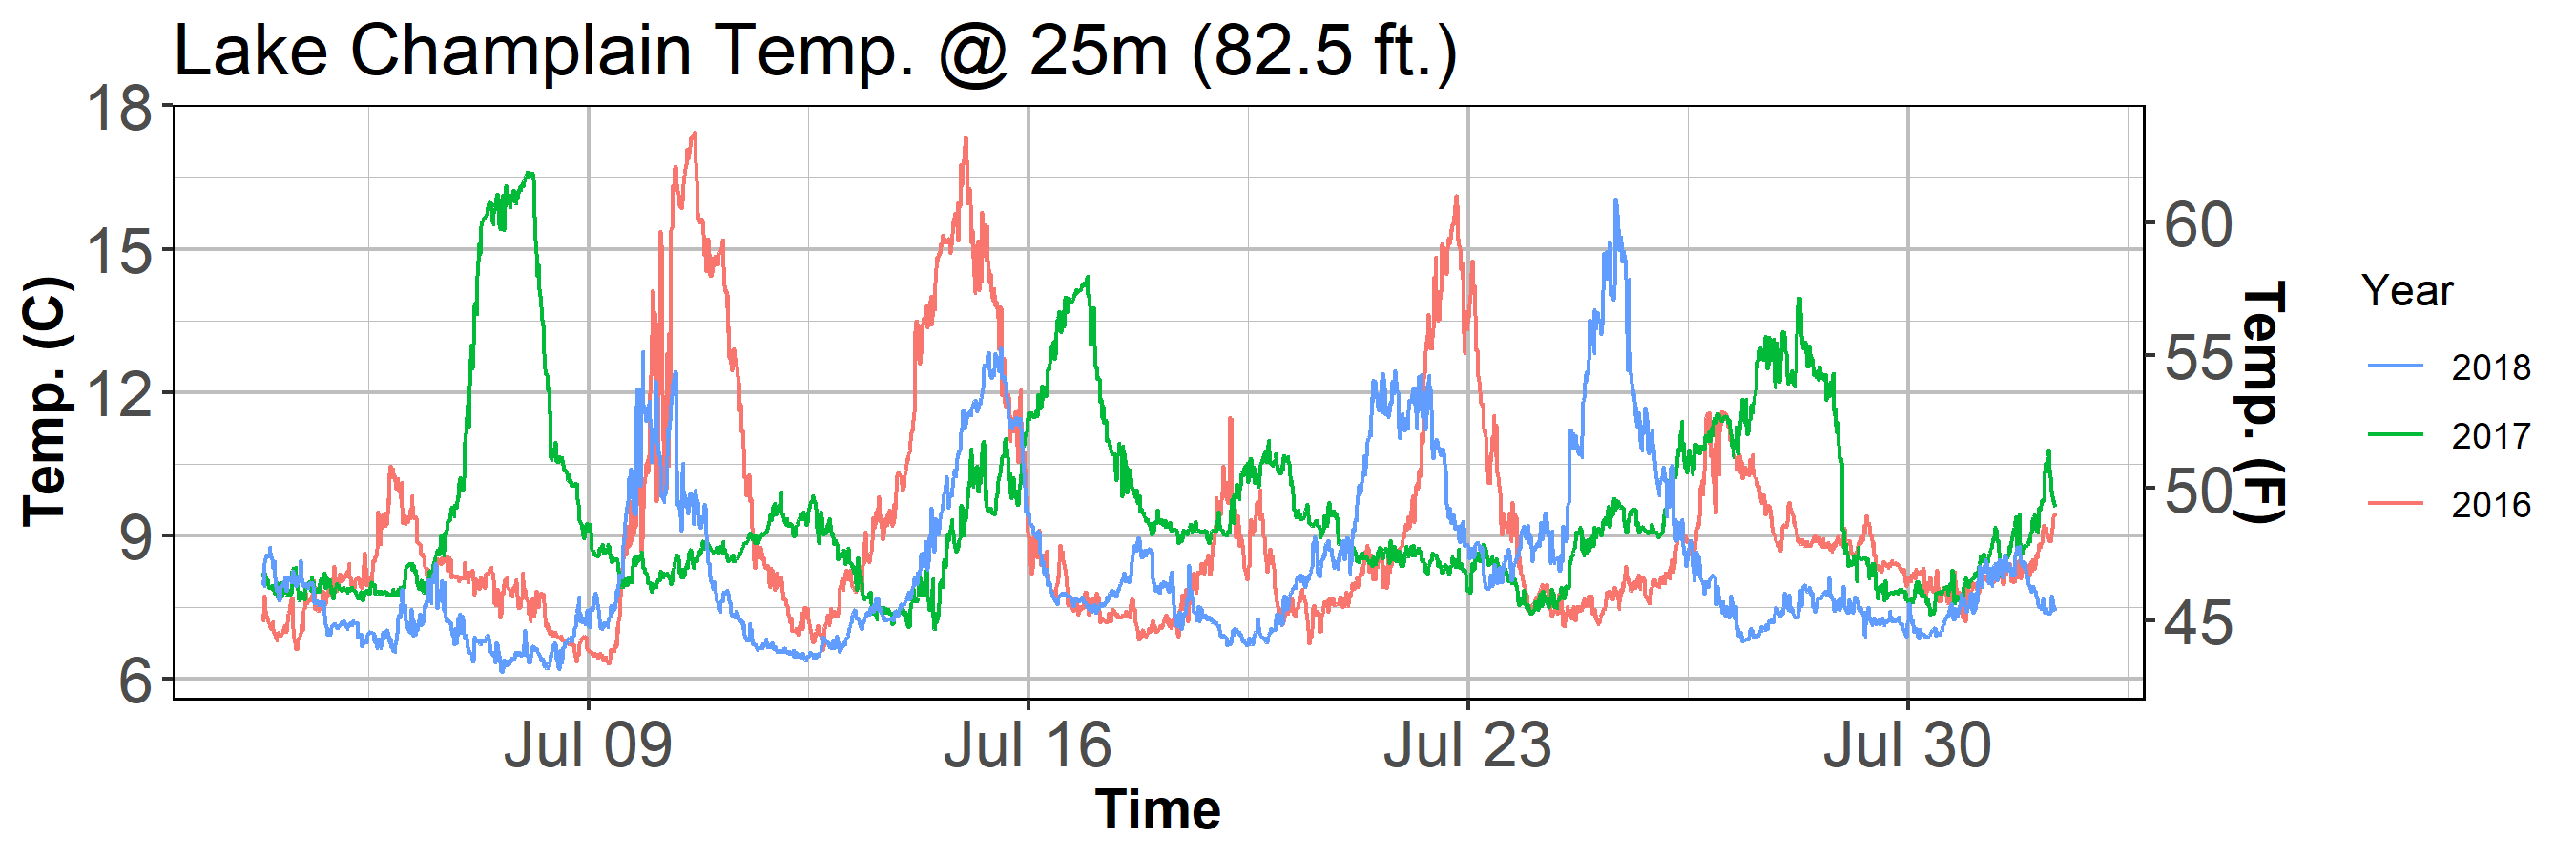 Lake Champlain Temp. @ 25m (82.5 ft.)
Temp. (C)
18
15
12
9
6
Jul 09 Jul 16 Jul 23 Jul 30
Time
60
55
50
45
Temp. (F)
Year
2018
2017
2016